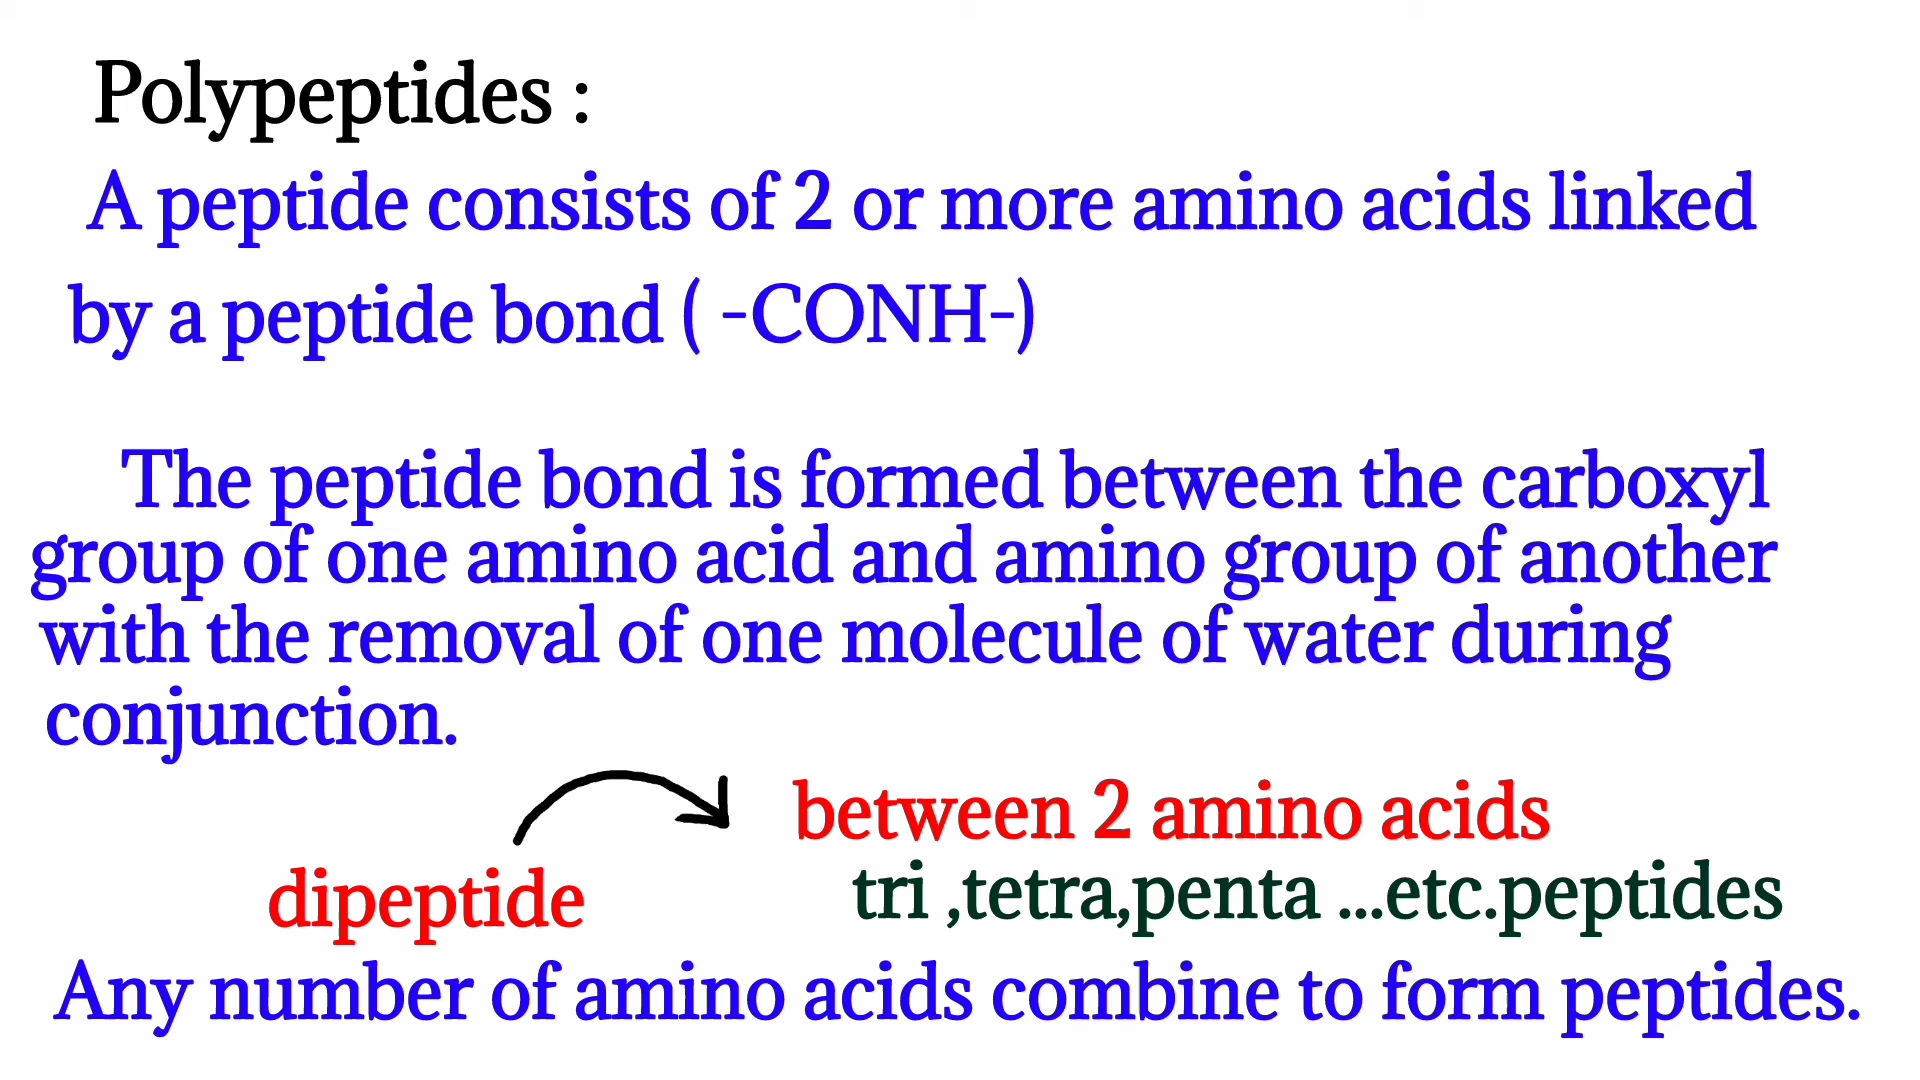 Polypeptides :
A peptide consists of 2 or more amino acids linked
by a peptide bond ( -CONH-)
The peptide bond is formed between the carboxyl
group of one amino acid and amino group of another
with the removal of one molecule of water during
conjunction.
between 2 amino acids
dipeptide
tri ,tetra,penta ...etc.peptides
Any number of amino acids combine to form peptides.